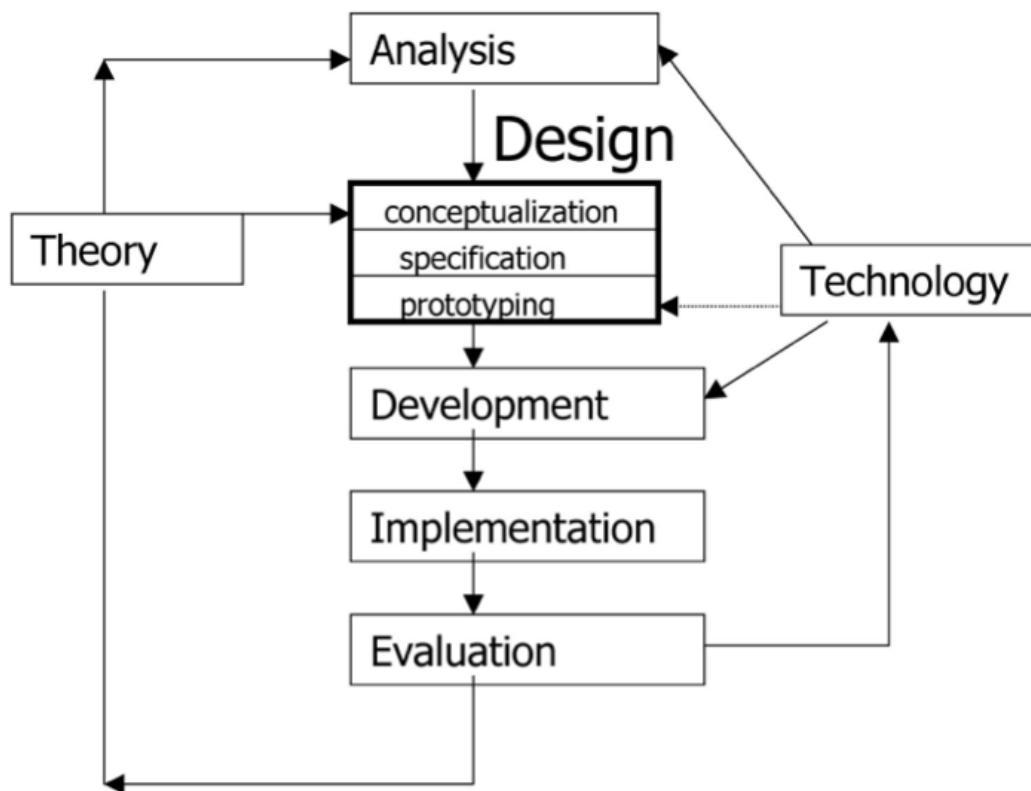 Analysis
Design
conceptualization
Theory
specification
Technology
prototyping
Development
Implementation
Evaluation